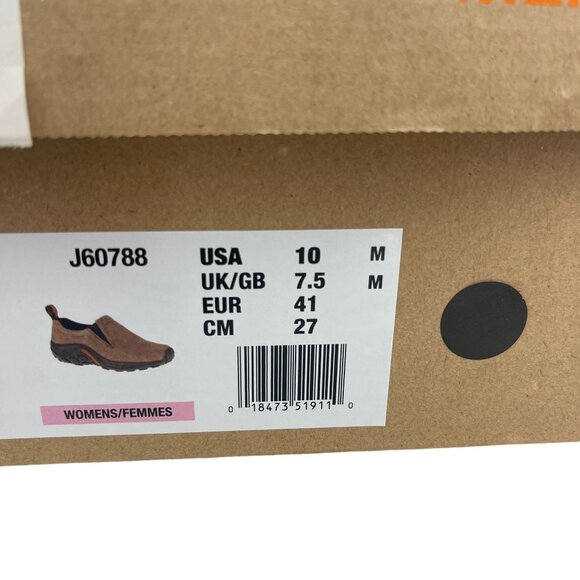 J60788
USA 10 M
UK/GB 7.5 M
EUR 41
CM 27
WOMENS/FEMMES
0 18473 51911 0